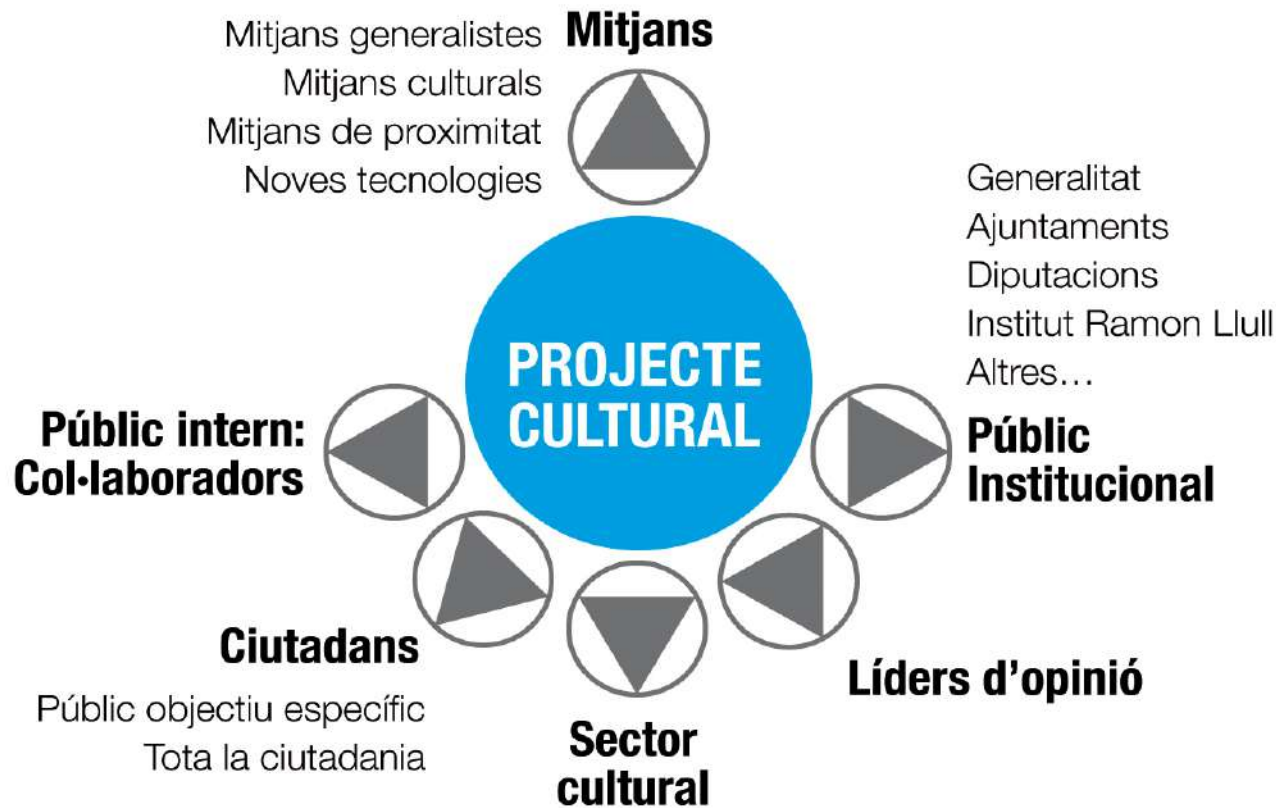 Mitjans generalistes
Mitjans culturals
Mitjans de proximitat
Noves tecnologies
Mitjans
Generalitat
Ajuntaments
Diputacions
Institut Ramon Llull
Altres…
Públic
Institucional
PROJECTE
CULTURAL
Públic intern:
Col·laboradors
Ciutadans
Públic objectiu específic
Tota la ciutadania
Sector
cultural
Líders d’opinió